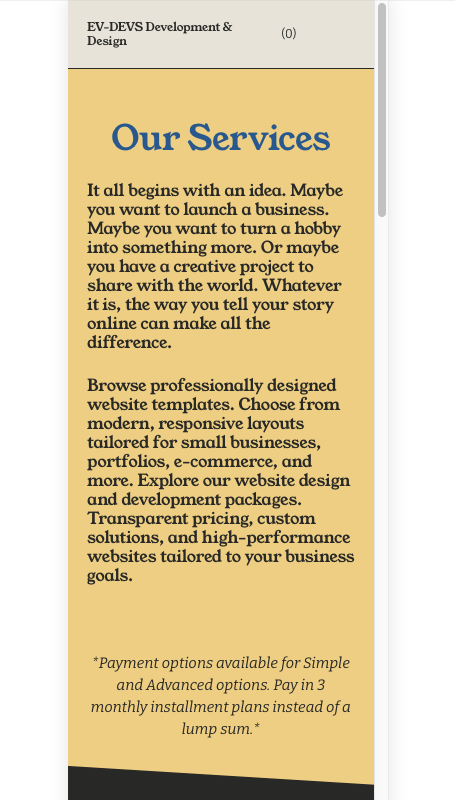 EV-DEVS Development &
Design
(0)
Our Services
It all begins with an idea. Maybe
you want to launch a business.
Maybe you want to turn a hobby
into something more. Or maybe
you have a creative project to
share with the world. Whatever
it is, the way you tell your story
online can make all the
difference.
Browse professionally designed
website templates. Choose from
modern, responsive layouts
tailored for small businesses,
portfolios, e-commerce, and
more. Explore our website design
and development packages.
Transparent pricing, custom
solutions, and high-performance
websites tailored to your business
goals.
*Payment options available for Simple
and Advanced options. Pay in 3
monthly installment plans instead of a
lump sum.*